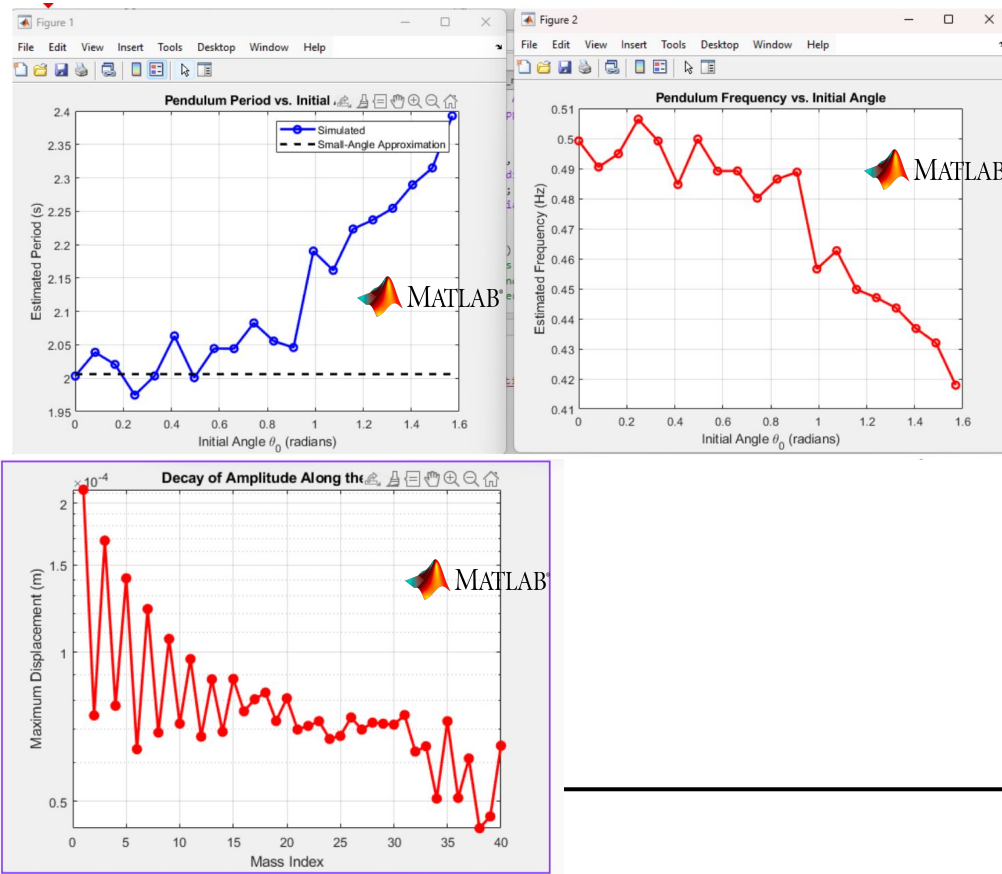 Figure 1
File Edit View Insert Tools Desktop Window Help
Pendulum Period vs. Initial
Simulated
Small-Angle Approximation
2.4
2.35
2.3
2.25
2.2
2.15
2.1
2.05
2
1.95
Estimated Period (s)
MATLAB®
0 0.2 0.4 0.6 0.8 1 1.2 1.4 1.6
Initial Angle θ0 (radians)
Figure 2
File Edit View Insert Tools Desktop Window Help
Pendulum Frequency vs. Initial Angle
0.51
0.5
0.49
0.48
0.47
0.46
0.45
0.44
0.43
0.42
0.41
Estimated Frequency (Hz)
MATLAB
0 0.2 0.4 0.6 0.8 1 1.2 1.4 1.6
Initial Angle θ0 (radians)
Decay of Amplitude Along the
×10-4
2
1.5
1
0.5
Maximum Displacement (m)
MATLAB®
0 5 10 15 20 25 30 35 40
Mass Index